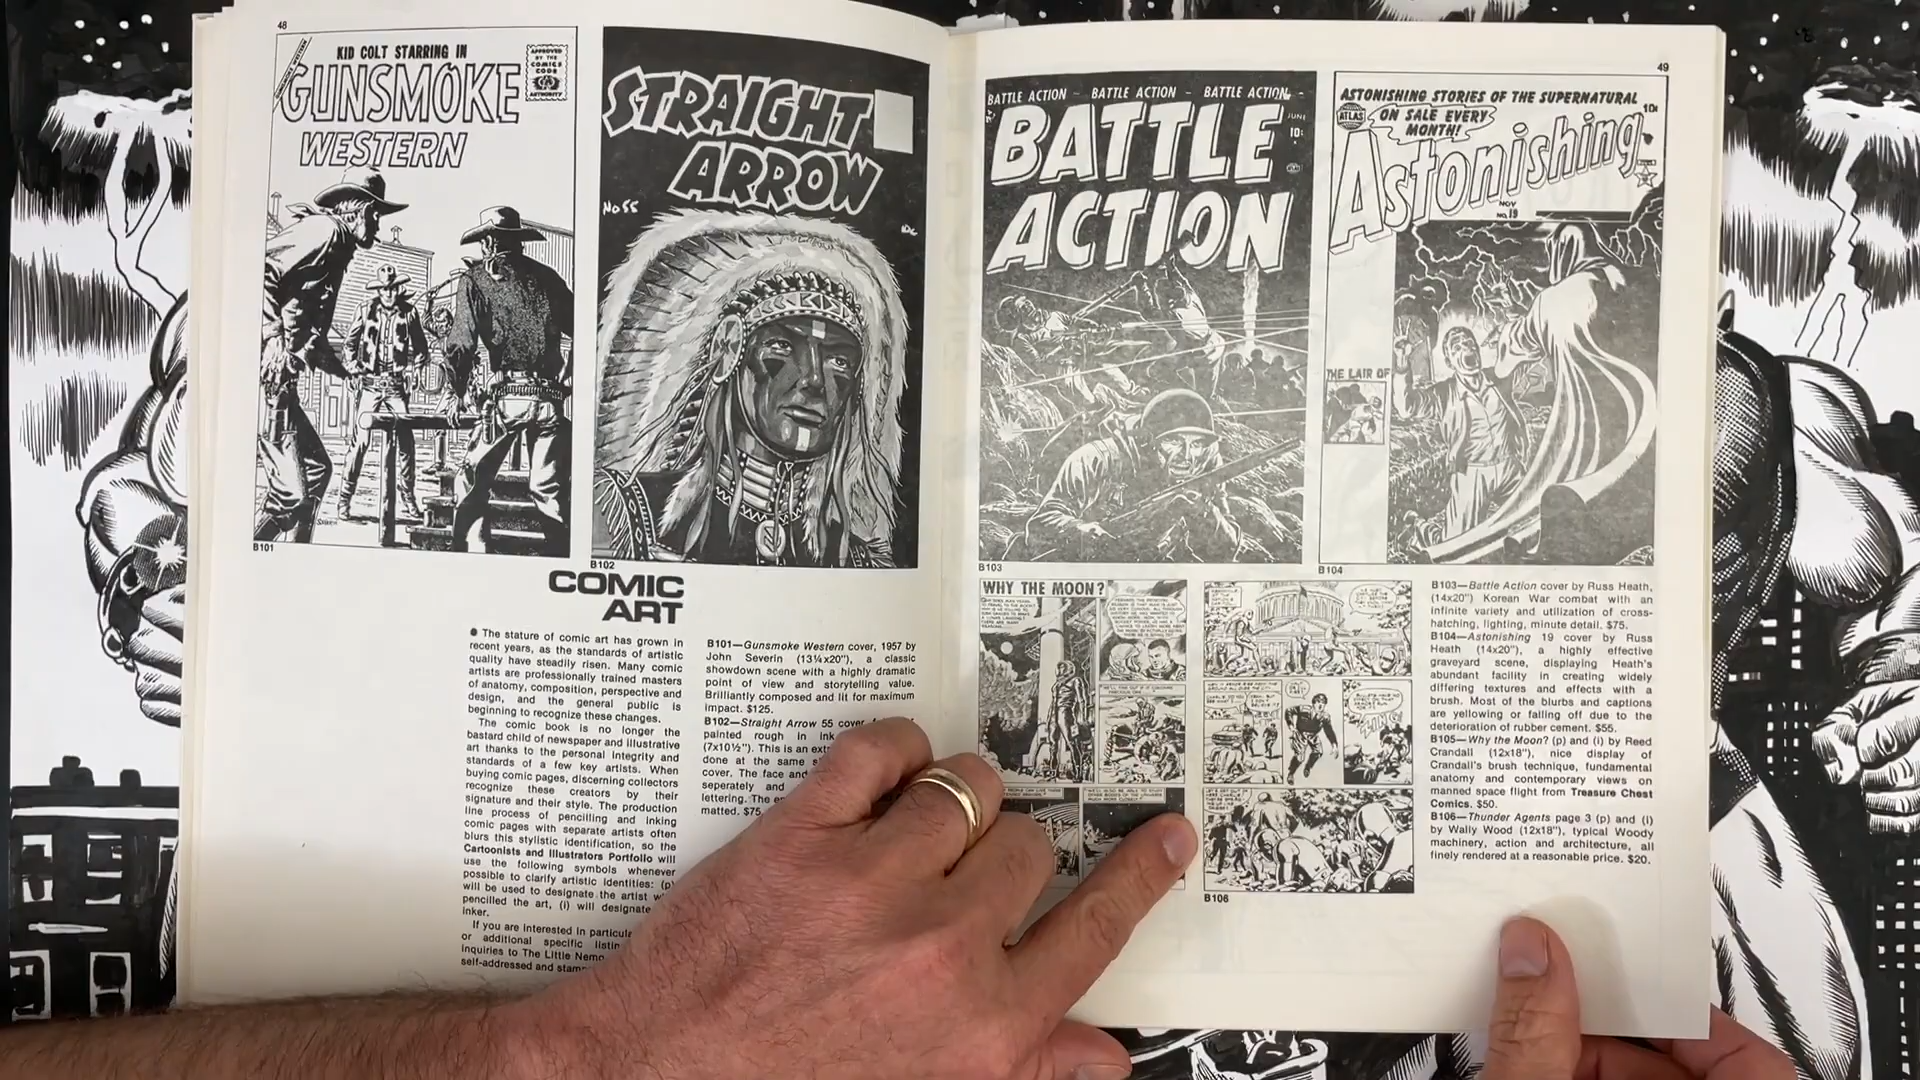 48
KID COLT STARRING IN
GUNSMOKE
WESTERN
APPROVED
BY THE
COMICS
CODE
AUTHORITY
SEVERIN
B101
STRAIGHT
ARROW
No 55
10¢
B102
COMIC
ART
● The stature of comic art has grown in
recent years, as the standards of artistic
quality have steadily risen. Many comic
artists are professionally trained masters
of anatomy, composition, perspective and
design, and the general public is
beginning to recognize these changes.
The comic book is no longer the
bastard child of newspaper and illustrative
art thanks to the personal integrity and
standards of a few key artists. When
buying comic pages, discerning collectors
recognize these creators by their
signature and their style. The production
line process of pencilling and inking
comic pages with separate artists often
blurs this stylistic identification, so the
Cartoonists and Illustrators Portfolio will
use the following symbols whenever
possible to clarify artistic identities: (p)
will be used to designate the artist
pencilled the art, (i) will designate
inker.
If you are interested in
or additional specific
inquiries to The Little Nemo
self-addressed and
B101—Gunsmoke Western cover, 1957 by
John Severin (13¼x20"), a classic
showdown scene with a highly dramatic
point of view and storytelling value.
Brilliantly composed and lit for maximum
impact. $125.
B102—Straight Arrow 55 cover
painted rough in ink
(7x10½"). This is an
done at the same
cover. The face and
seperately and
lettering. The
matted. $75
49
BATTLE ACTION - BATTLE ACTION - BATTLE ACTION
BATTLE
ACTION
JUNE
10¢
B103
ASTONISHING STORIES OF THE SUPERNATURAL
ATLAS
ON SALE EVERY
MONTH!
10¢
Astonishing
NOV
NO. 19
THE LAIR OF
B104
WHY THE MOON?
B106
B103—Battle Action cover by Russ Heath,
(14x20") Korean War combat with an
infinite variety and utilization of cross-
hatching, lighting, minute detail. $75.
B104—Astonishing 19 cover by Russ
Heath (14x20"), a highly effective
graveyard scene, displaying Heath's
abundant facility in creating widely
differing textures and effects with a
brush. Most of the blurbs and captions
are yellowing or falling off due to the
deterioration of rubber cement. $55.
B105—Why the Moon? (p) and (i) by Reed
Crandall (12x18"), nice display of
Crandall's brush technique, fundamental
anatomy and contemporary views on
manned space flight from Treasure Chest
Comics. $50.
B106—Thunder Agents page 3 (p) and (i)
by Wally Wood (12x18"), typical Woody
machinery, action and architecture, all
finely rendered at a reasonable price. $20.